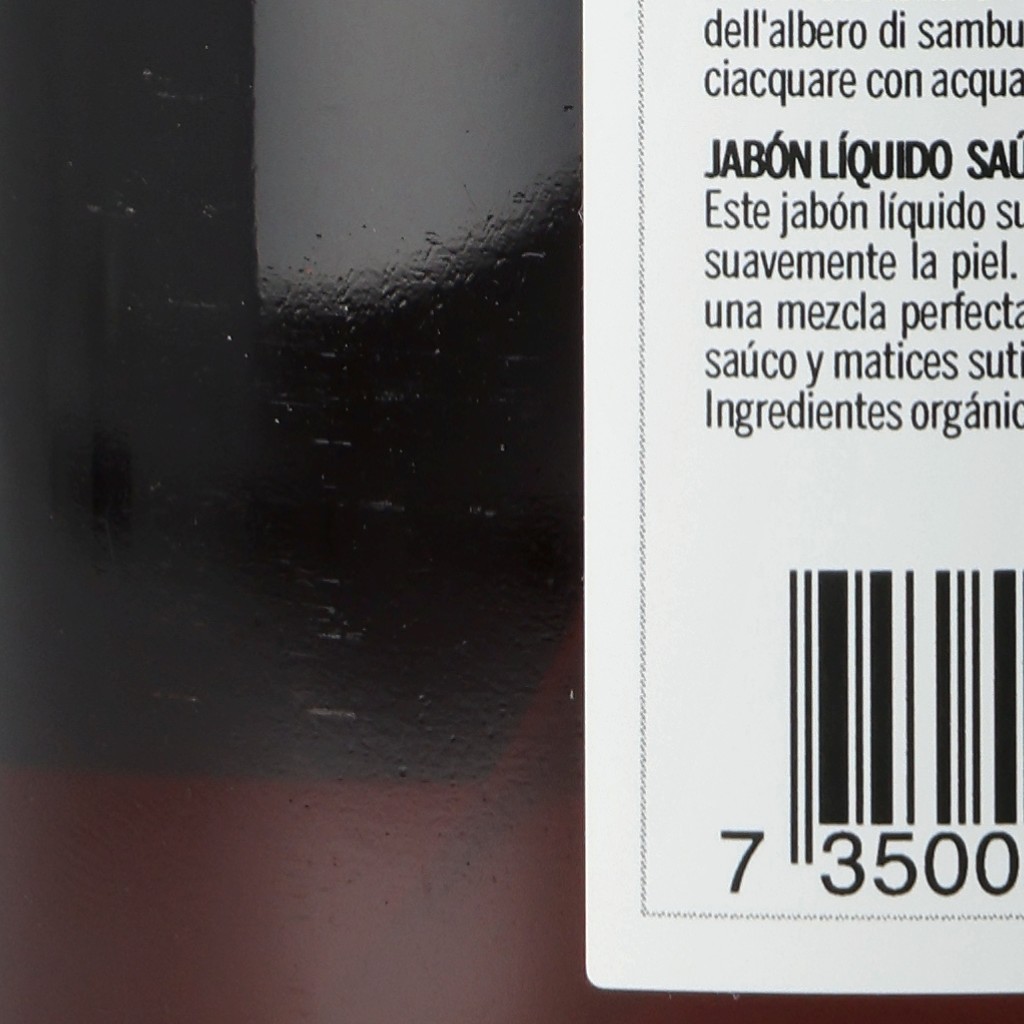 dell'albero di sambu
ciacquare con acqua
JABÓN LÍQUIDO SAÚ
Este jabón líquido su
suavemente la piel.
una mezcla perfecta
saúco y matices suti
Ingredientes orgánic
7 3500